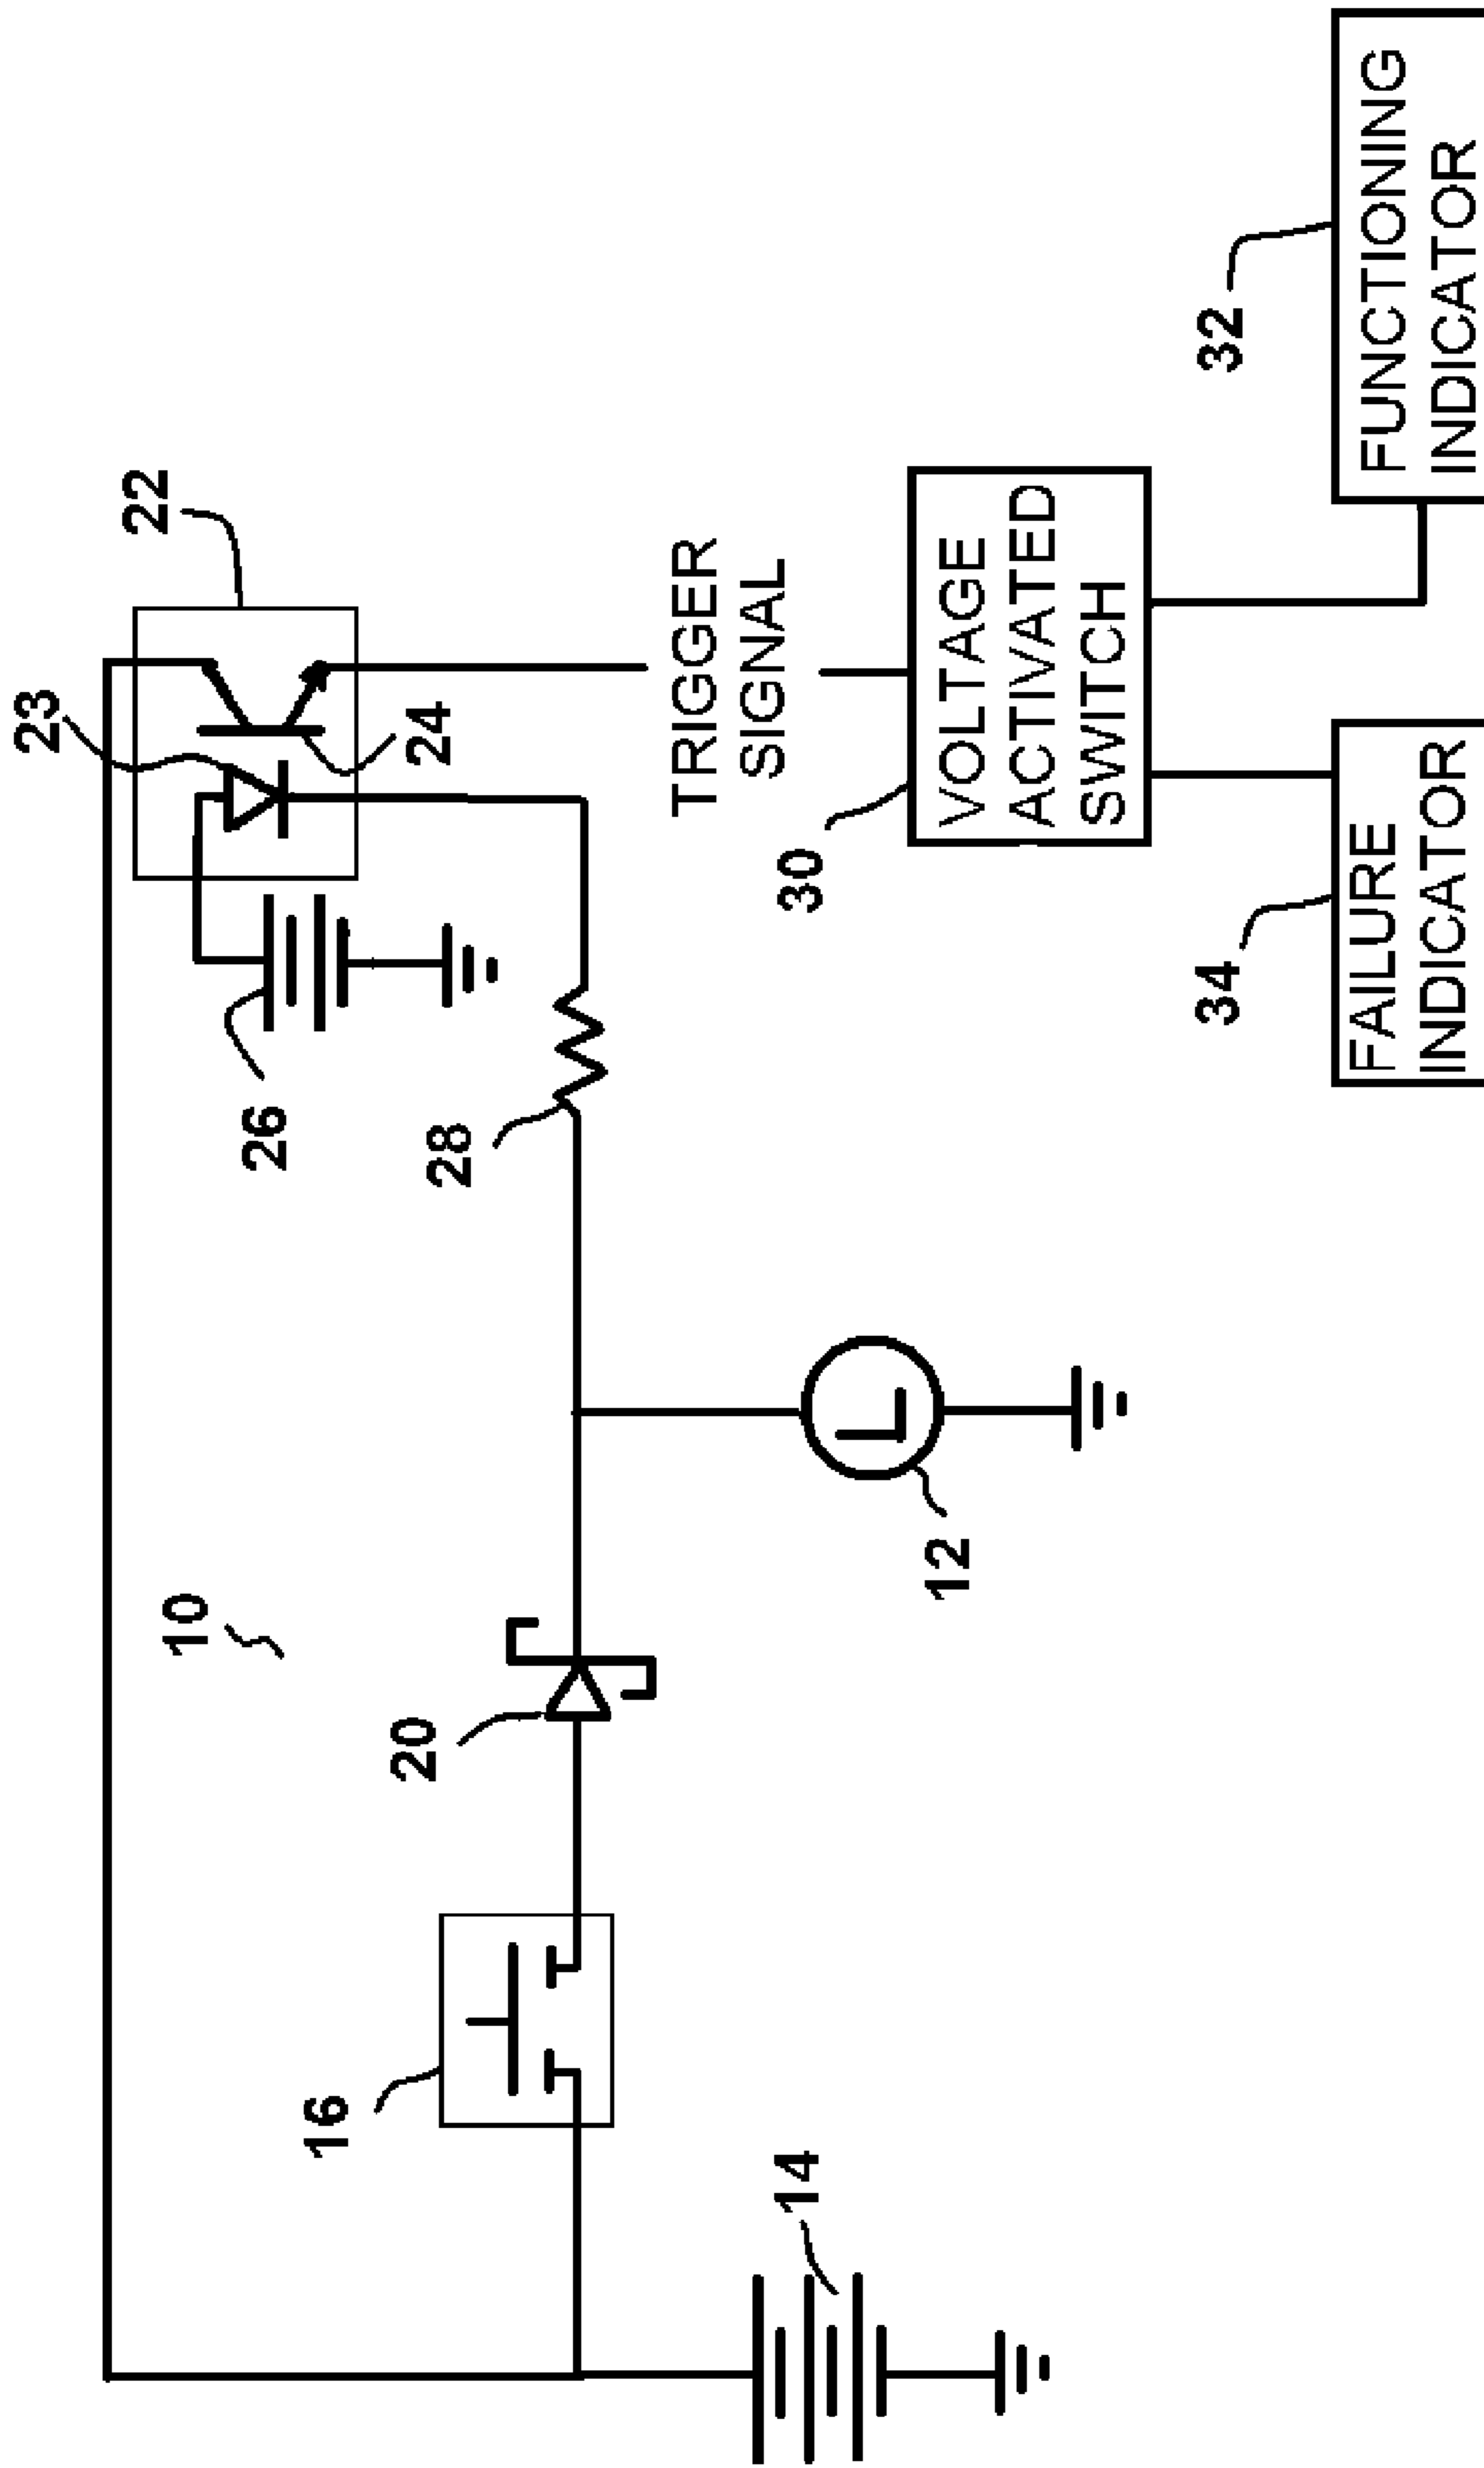 10
16
20
14
12
28
26
23
22
24
TRIGGER
SIGNAL
30
VOLTAGE
ACTIVATED
SWITCH
34
FAILURE
INDICATOR
32
FUNCTIONING
INDICATOR
L